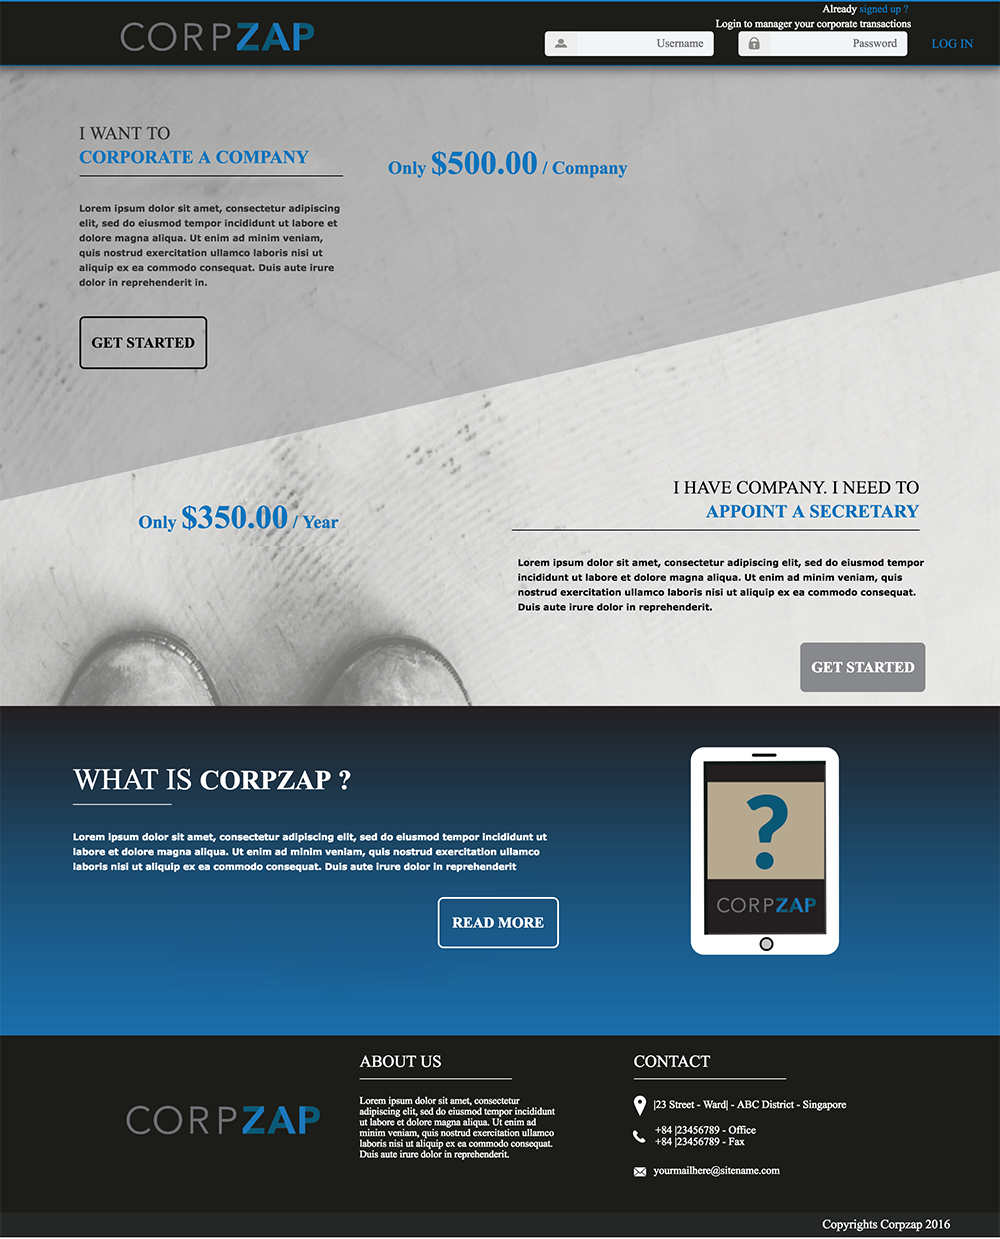 CORPZAP
Already signed up ?
Login to manager your corporate transactions
Username
Password
LOG IN
I WANT TO
CORPORATE A COMPANY
Only $500.00 / Company
Lorem ipsum dolor sit amet, consectetur adipiscing
elit, sed do eiusmod tempor incididunt ut labore et
dolore magna aliqua. Ut enim ad minim veniam,
quis nostrud exercitation ullamco laboris nisi ut
aliquip ex ea commodo consequat. Duis aute irure
dolor in reprehenderit in.
GET STARTED
I HAVE COMPANY. I NEED TO
APPOINT A SECRETARY
Only $350.00 / Year
Lorem ipsum dolor sit amet, consectetur adipiscing elit, sed do eiusmod tempor
incididunt ut labore et dolore magna aliqua. Ut enim ad minim veniam, quis
nostrud exercitation ullamco laboris nisi ut aliquip ex ea commodo consequat.
Duis aute irure dolor in reprehenderit.
GET STARTED
WHAT IS CORPZAP ?
Lorem ipsum dolor sit amet, consectetur adipiscing elit, sed do eiusmod tempor incididunt ut
labore et dolore magna aliqua. Ut enim ad minim veniam, quis nostrud exercitation ullamco
laboris nisi ut aliquip ex ea commodo consequat. Duis aute irure dolor in reprehenderit
READ MORE
?
CORPZAP
CORPZAP
ABOUT US
Lorem ipsum dolor sit amet, consectetur
adipiscing elit, sed do eiusmod tempor incididunt
ut labore et dolore magna aliqua. Ut enim ad
minim veniam, quis nostrud exercitation ullamco
laboris nisi ut aliquip ex ea commodo consequat.
Duis aute irure dolor in reprehenderit.
CONTACT
|23 Street - Ward| - ABC District - Singapore
+84 |23456789 - Office
+84 |23456789 - Fax
yourmailhere@sitename.com
Copyrights Corpzap 2016